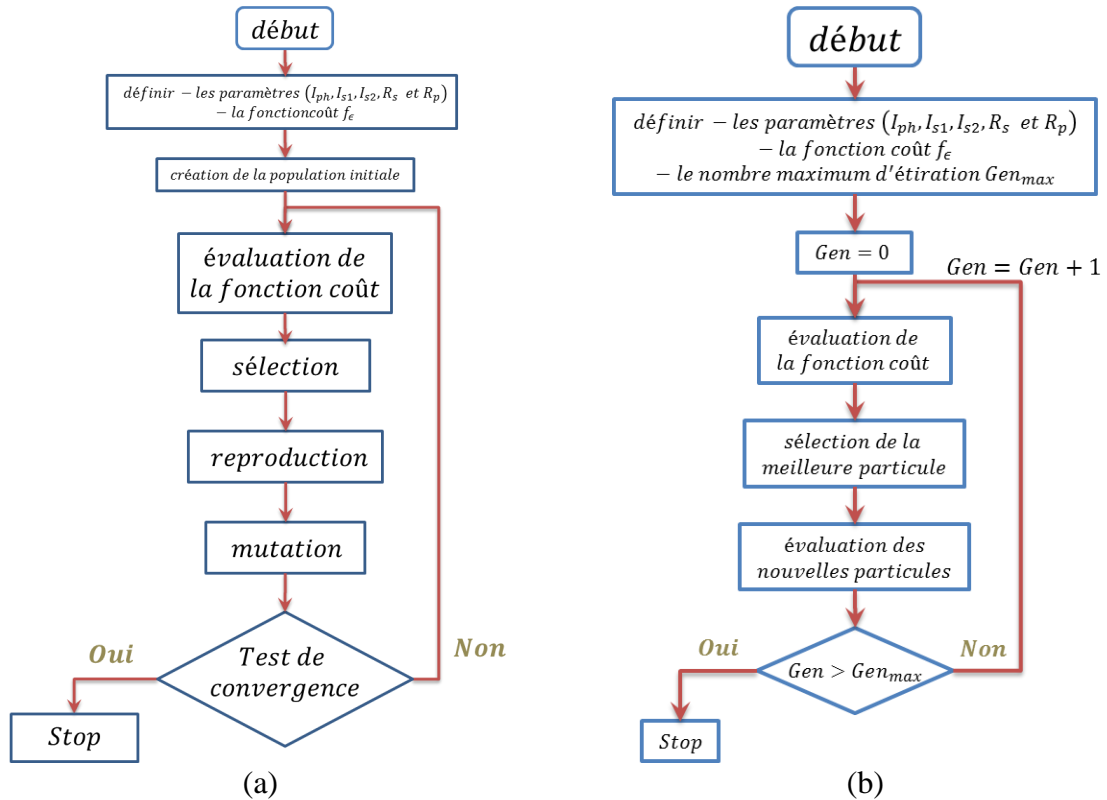 début
définir − les paramètres (I_ph, I_s1, I_s2, R_s et R_p)
− la fonctioncoût f_ϵ
création de la population initiale
évaluation de
la fonction coût
sélection
reproduction
mutation
Test de
convergence
Oui
Non
Stop
(a)
début
définir − les paramètres (I_ph, I_s1, I_s2, R_s et R_p)
− la fonction coût f_ϵ
− le nombre maximum d'étiration Gen_max
Gen = 0
Gen = Gen + 1
évaluation de
la fonction coût
sélection de la
meilleure particule
évaluation des
nouvelles particules
Gen > Gen_max
Oui
Non
Stop
(b)